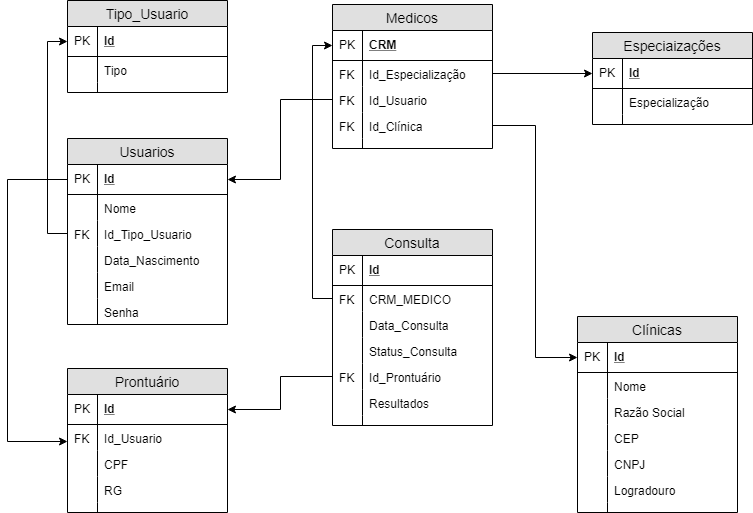 Tipo_Usuario
PK Id
Tipo
Usuarios
PK Id
Nome
FK Id_Tipo_Usuario
Data_Nascimento
Email
Senha
Prontuário
PK Id
FK Id_Usuario
CPF
RG
Medicos
PK CRM
FK Id_Especialização
FK Id_Usuario
FK Id_Clínica
Consulta
PK Id
FK CRM_MEDICO
Data_Consulta
Status_Consulta
FK Id_Prontuário
Resultados
Especiaizações
PK Id
Especialização
Clínicas
PK Id
Nome
Razão Social
CEP
CNPJ
Logradouro